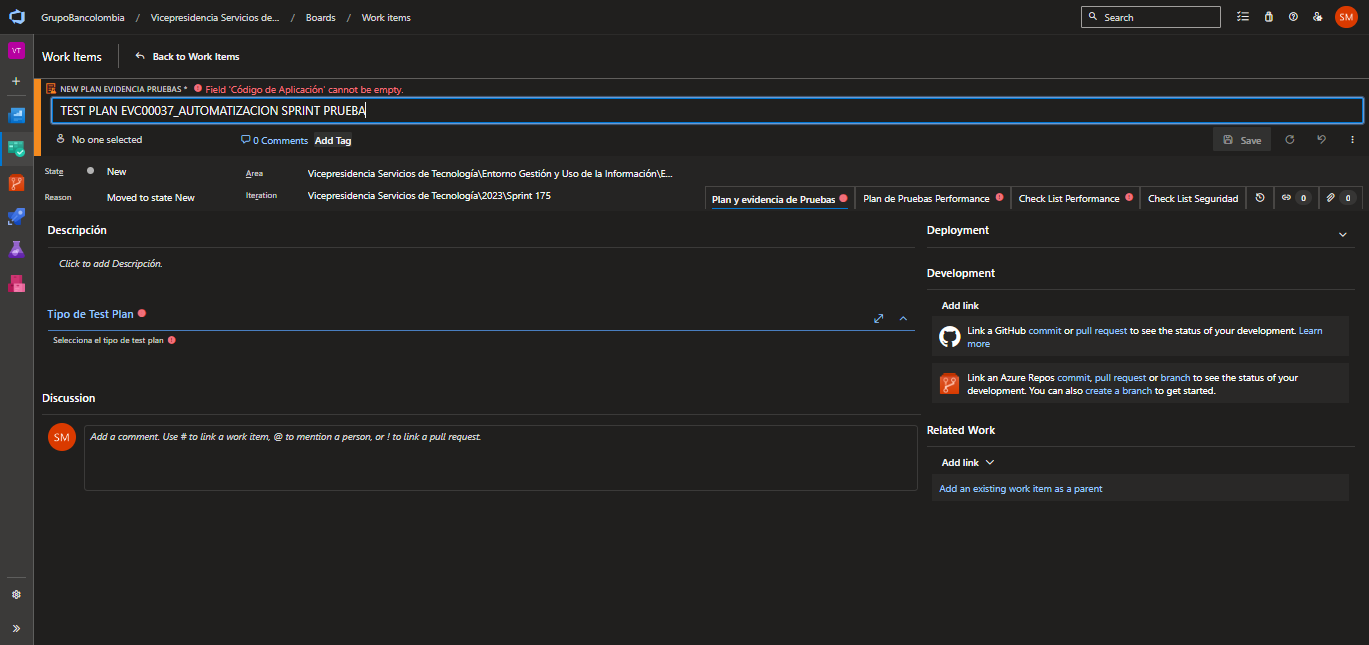 GrupoBancolombia / Vicepresidencia Servicios de... / Boards / Work items
Search
SM
VT
Work Items
Back to Work Items
NEW PLAN EVIDENCIA PRUEBAS * Field 'Código de Aplicación' cannot be empty.
TEST PLAN EVC00037_AUTOMATIZACION SPRINT PRUEBA
No one selected
0 Comments
Add Tag
Save
State
New
Area
Vicepresidencia Servicios de Tecnología\Entorno Gestión y Uso de la Información\E...
Reason
Moved to state New
Iteration
Vicepresidencia Servicios de Tecnología\2023\Sprint 175
Plan y evidencia de Pruebas
Plan de Pruebas Performance
Check List Performance
Check List Seguridad
0
0
Descripción
Click to add Descripción.
Tipo de Test Plan
Selecciona el tipo de test plan
Discussion
SM
Add a comment. Use # to link a work item, @ to mention a person, or ! to link a pull request.
Deployment
Development
Add link
Link a GitHub commit or pull request to see the status of your development. Learn
more
Link an Azure Repos commit, pull request or branch to see the status of your
development. You can also create a branch to get started.
Related Work
Add link
Add an existing work item as a parent